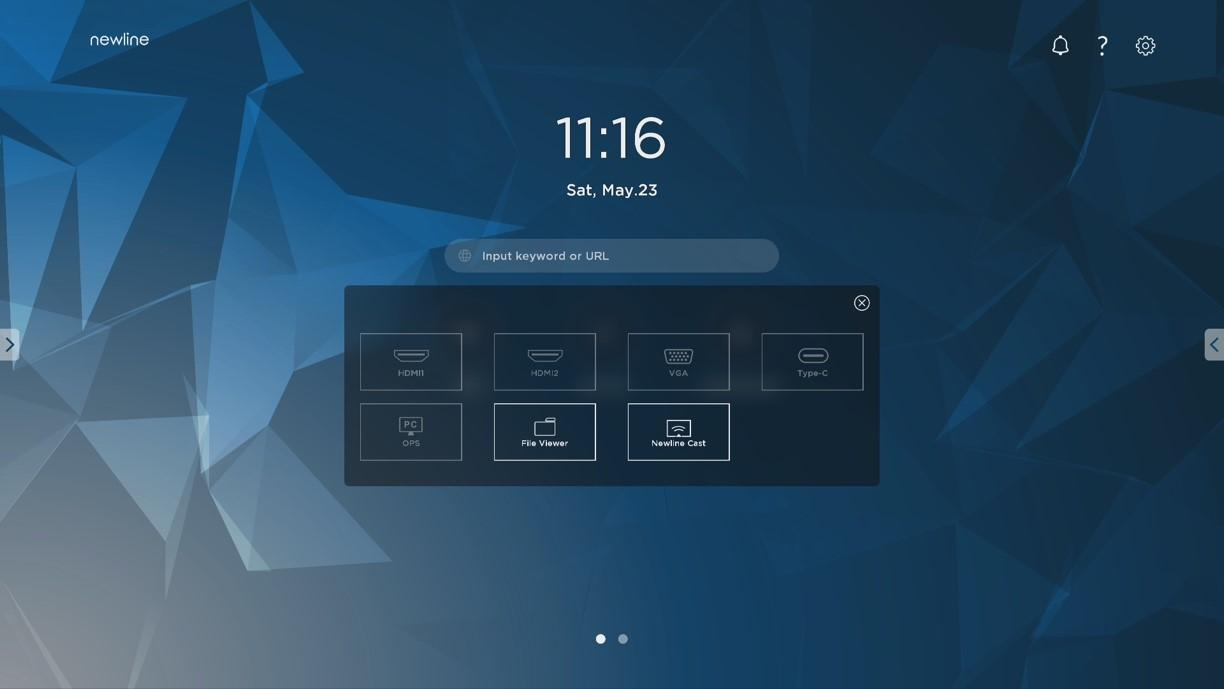 newline
?
11:16
Sat, May.23
Input keyword or URL
HDMI1 HDMI2 VGA Type-C
PC
OPS File Viewer Newline Cast